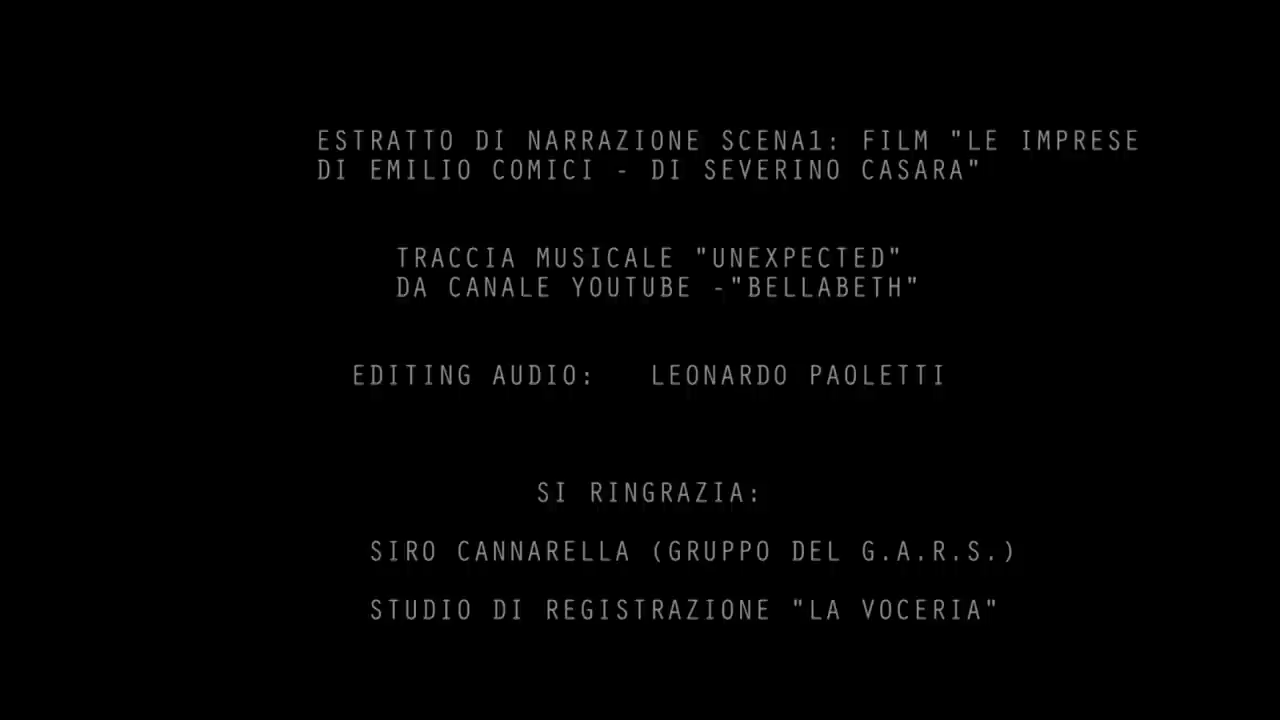 ESTRATTO DI NARRAZIONE SCENA1: FILM "LE IMPRESE
DI EMILIO COMICI - DI SEVERINO CASARA"
TRACCIA MUSICALE "UNEXPECTED"
DA CANALE YOUTUBE -"BELLABETH"
EDITING AUDIO: LEONARDO PAOLETTI
SI RINGRAZIA:
SIRO CANNARELLA (GRUPPO DEL G.A.R.S.)
STUDIO DI REGISTRAZIONE "LA VOCERIA"